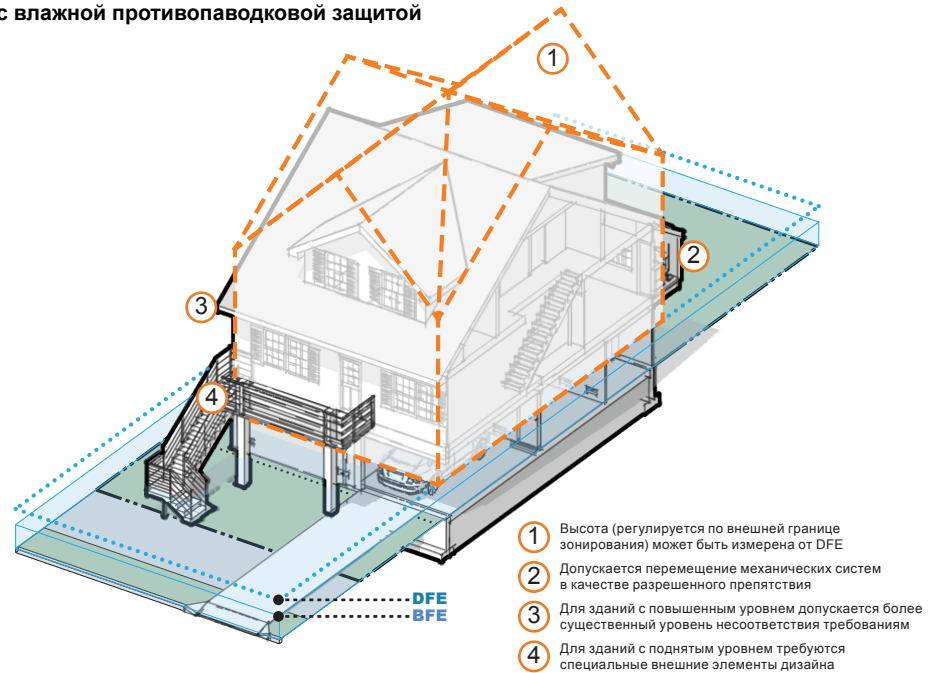 с влажной противопаводковой защитой
1
2
3
4
DFE
BFE
1 Высота (регулируется по внешней границе
зонирования) может быть измерена от DFE
2 Допускается перемещение механических систем
в качестве разрешенного препятствия
3 Для зданий с повышенным уровнем допускается более
существенный уровень несоответствия требованиям
4 Для зданий с поднятым уровнем требуются
специальные внешние элементы дизайна